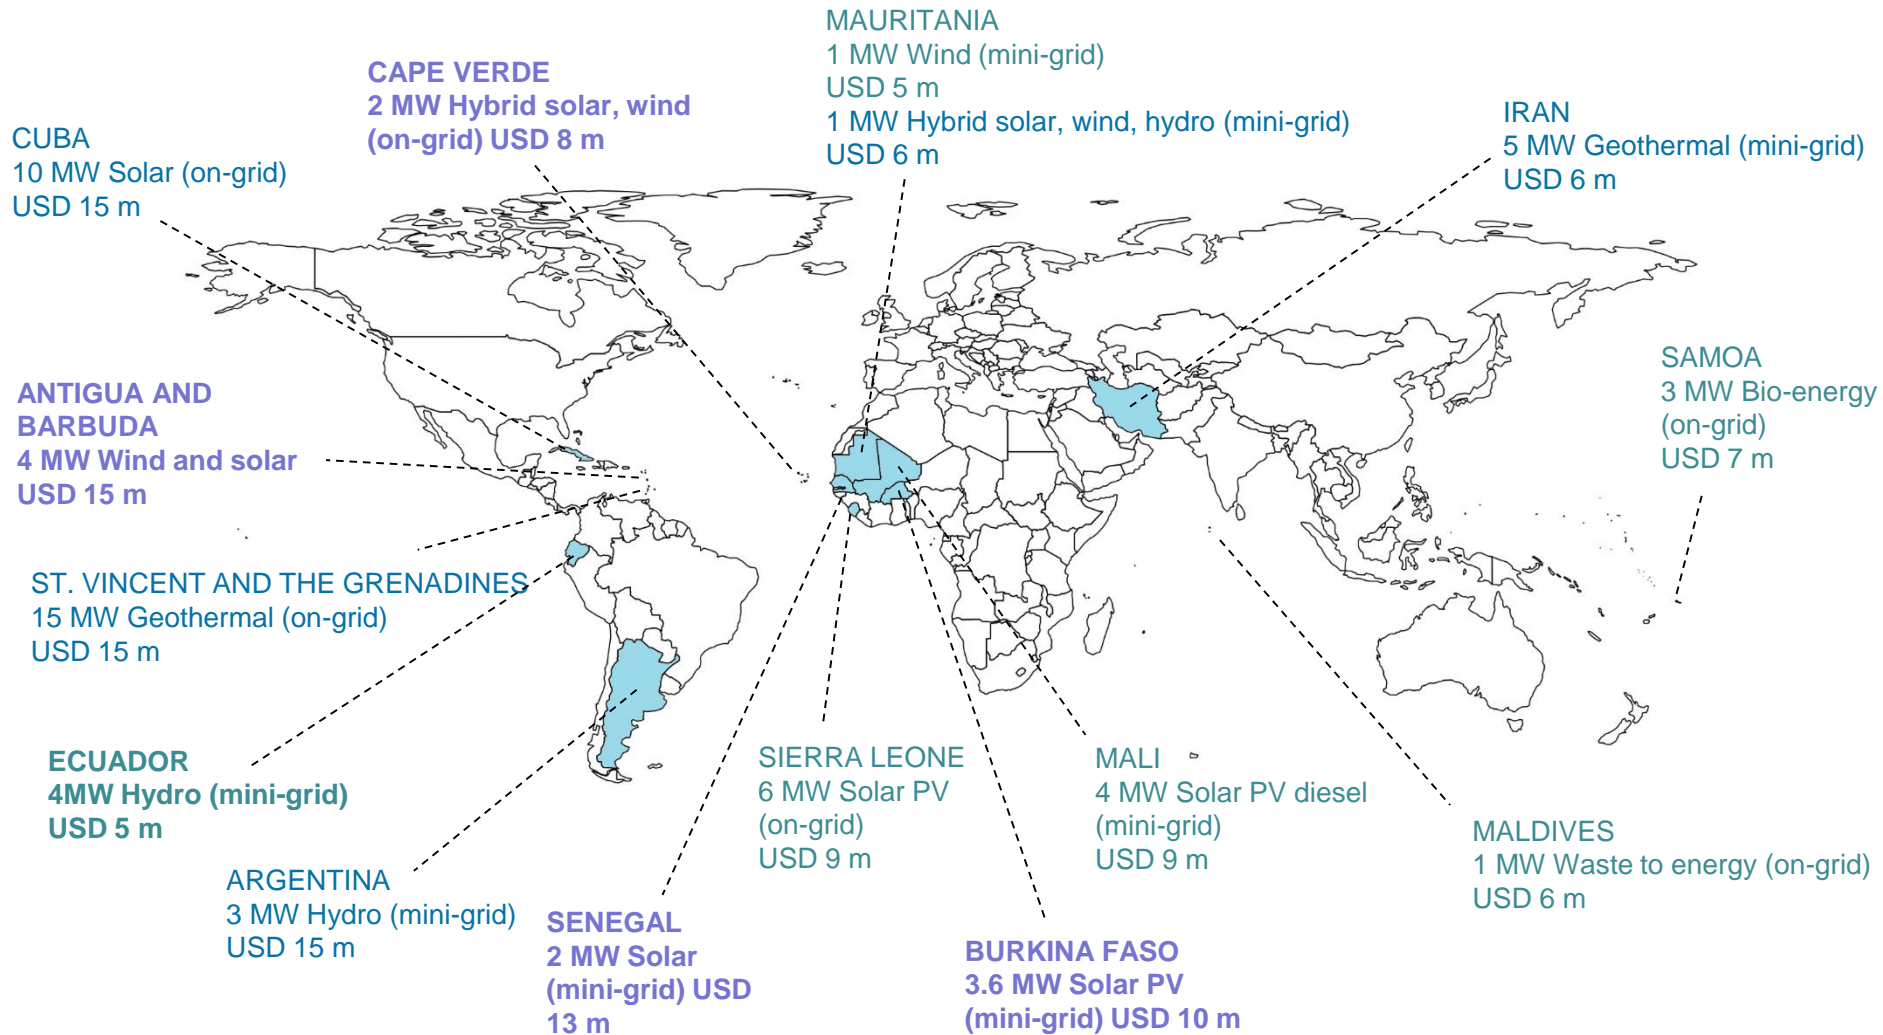 MAURITANIA
1 MW Wind (mini-grid)
USD 5 m
1 MW Hybrid solar, wind, hydro (mini-grid)
USD 6 m
CAPE VERDE
2 MW Hybrid solar, wind
(on-grid) USD 8 m
IRAN
5 MW Geothermal (mini-grid)
USD 6 m
CUBA
10 MW Solar (on-grid)
USD 15 m
SAMOA
3 MW Bio-energy
(on-grid)
USD 7 m
ANTIGUA AND
BARBUDA
4 MW Wind and solar
USD 15 m
ST. VINCENT AND THE GRENADINES
15 MW Geothermal (on-grid)
USD 15 m
ECUADOR
4MW Hydro (mini-grid)
USD 5 m
SIERRA LEONE
6 MW Solar PV
(on-grid)
USD 9 m
MALI
4 MW Solar PV diesel
(mini-grid)
USD 9 m
MALDIVES
1 MW Waste to energy (on-grid)
USD 6 m
ARGENTINA
3 MW Hydro (mini-grid)
USD 15 m
SENEGAL
2 MW Solar
(mini-grid) USD
13 m
BURKINA FASO
3.6 MW Solar PV
(mini-grid) USD 10 m